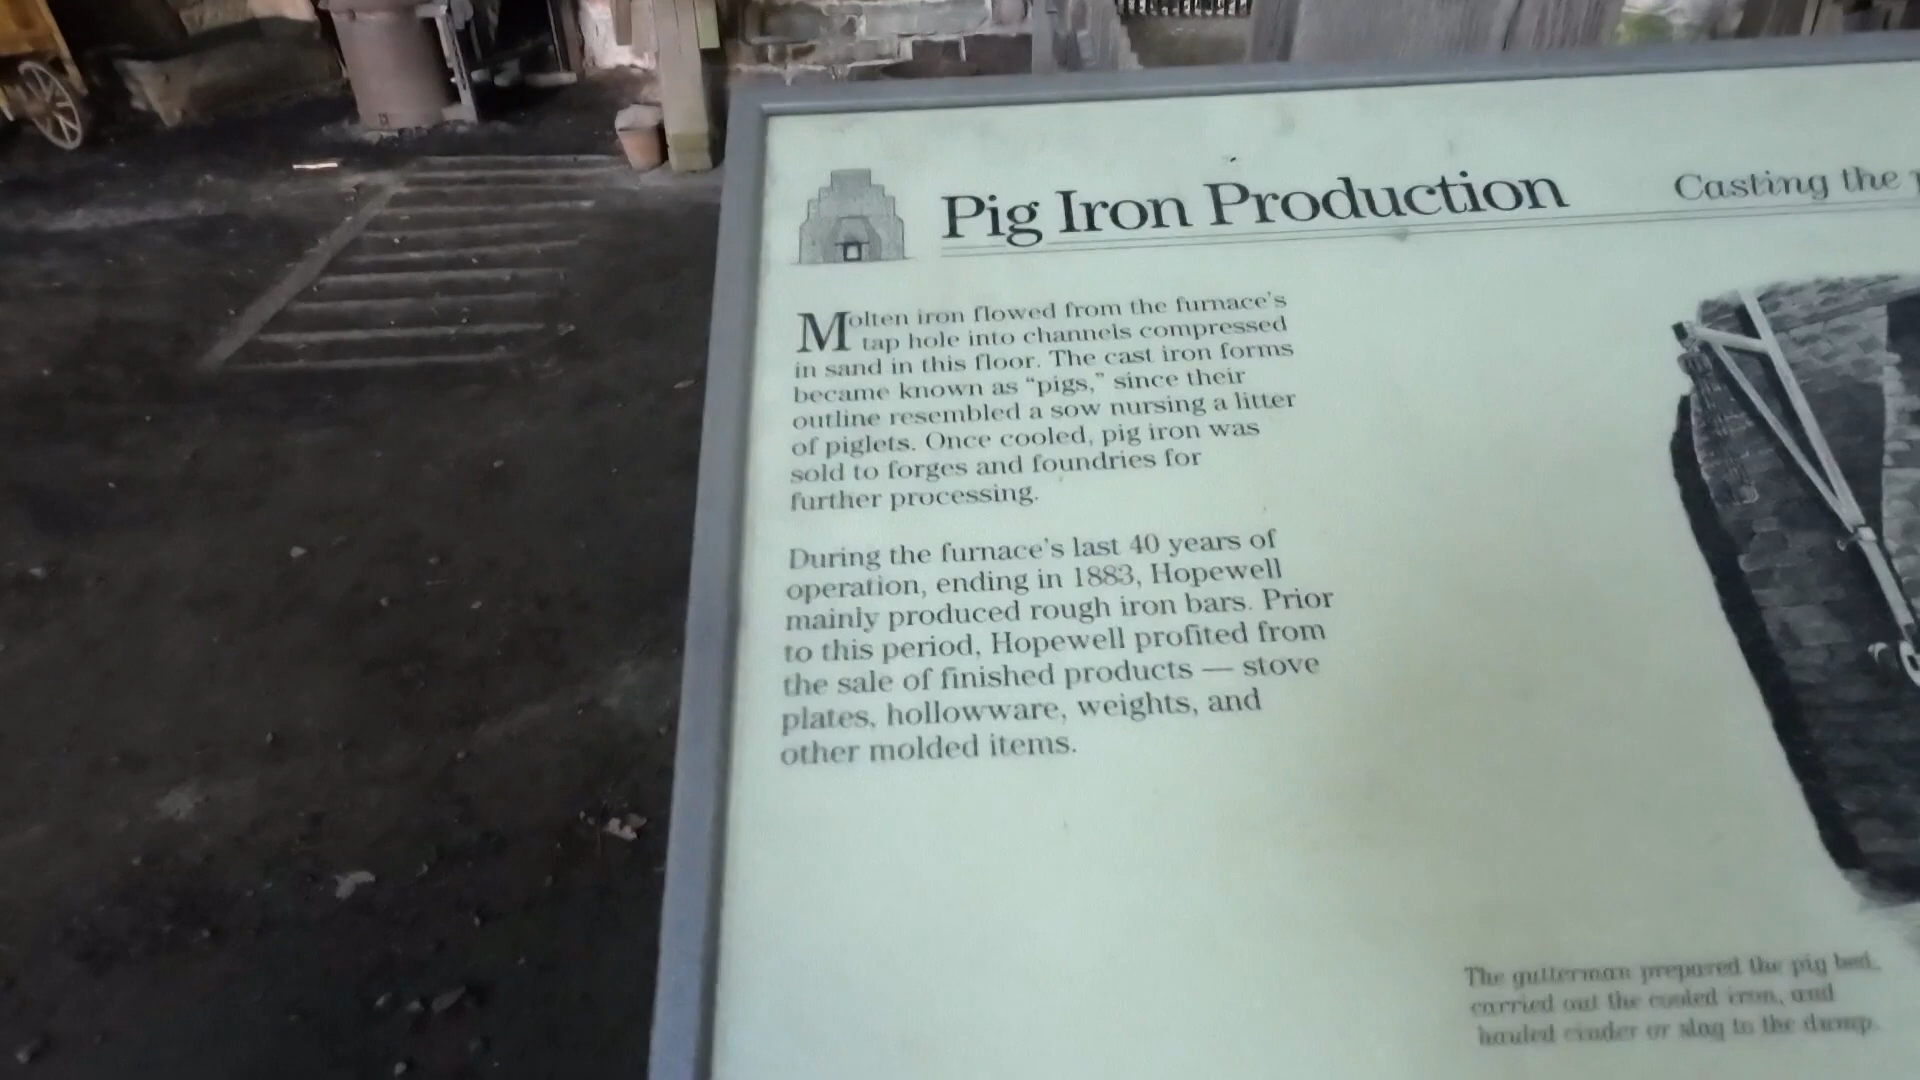 Pig Iron Production
Casting the
Molten iron flowed from the furnace's
tap hole into channels compressed
in sand in this floor. The cast iron forms
became known as “pigs,” since their
outline resembled a sow nursing a litter
of piglets. Once cooled, pig iron was
sold to forges and foundries for
further processing.
During the furnace's last 40 years of
operation, ending in 1883, Hopewell
mainly produced rough iron bars. Prior
to this period, Hopewell profited from
the sale of finished products — stove
plates, hollowware, weights, and
other molded items.
The gutterman prepared the pig bed,
carried out the cooled iron, and
hauled cinder or slag to the dump.